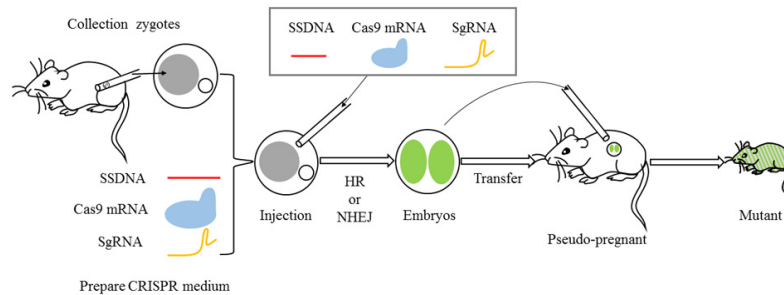 Collection zygotes
SSDNA Cas9 mRNA SgRNA
SSDNA
Cas9 mRNA
SgRNA
Prepare CRISPR medium
Injection
HR
or
NHEJ
Embryos
Transfer
Pseudo-pregnant
Mutant